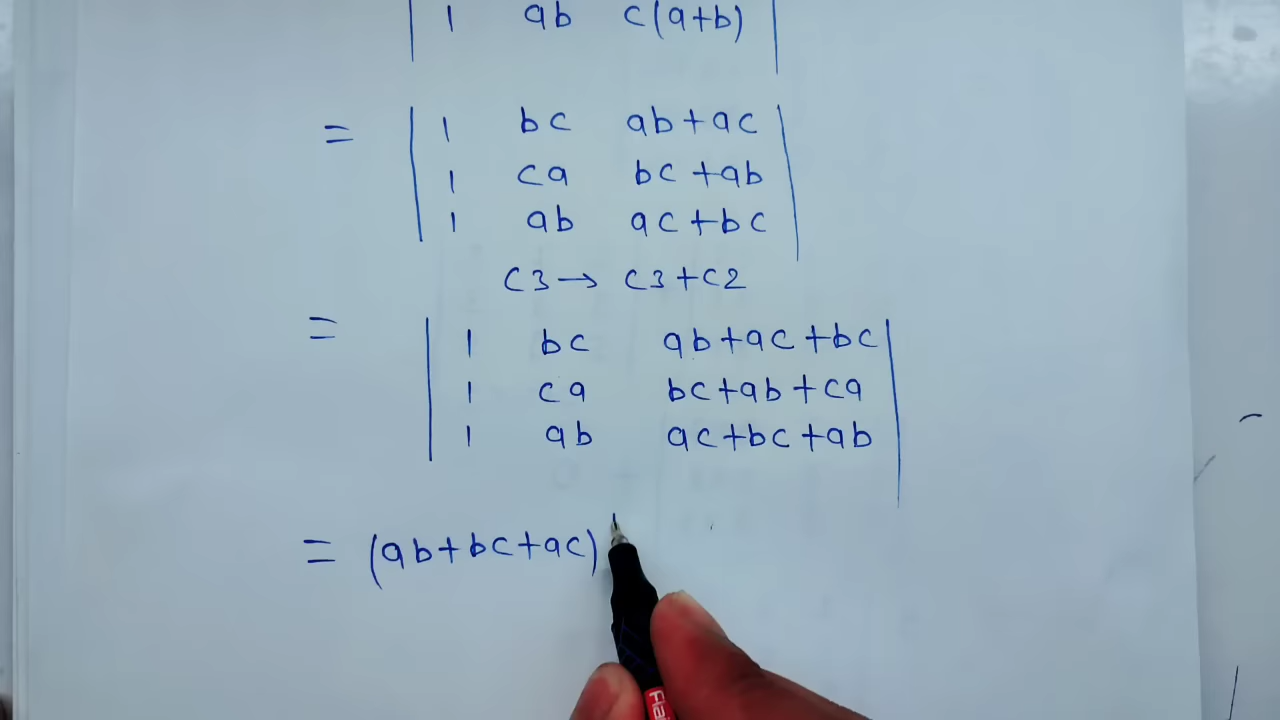 1 ab c(a+b)
= | 1 bc ab+ac |
| 1 ca bc+ab |
| 1 ab ac+bc |
C3→ C3+C2
= | 1 bc ab+ac+bc |
| 1 ca bc+ab+ca |
| 1 ab ac+bc+ab |
= (ab+bc+ac)